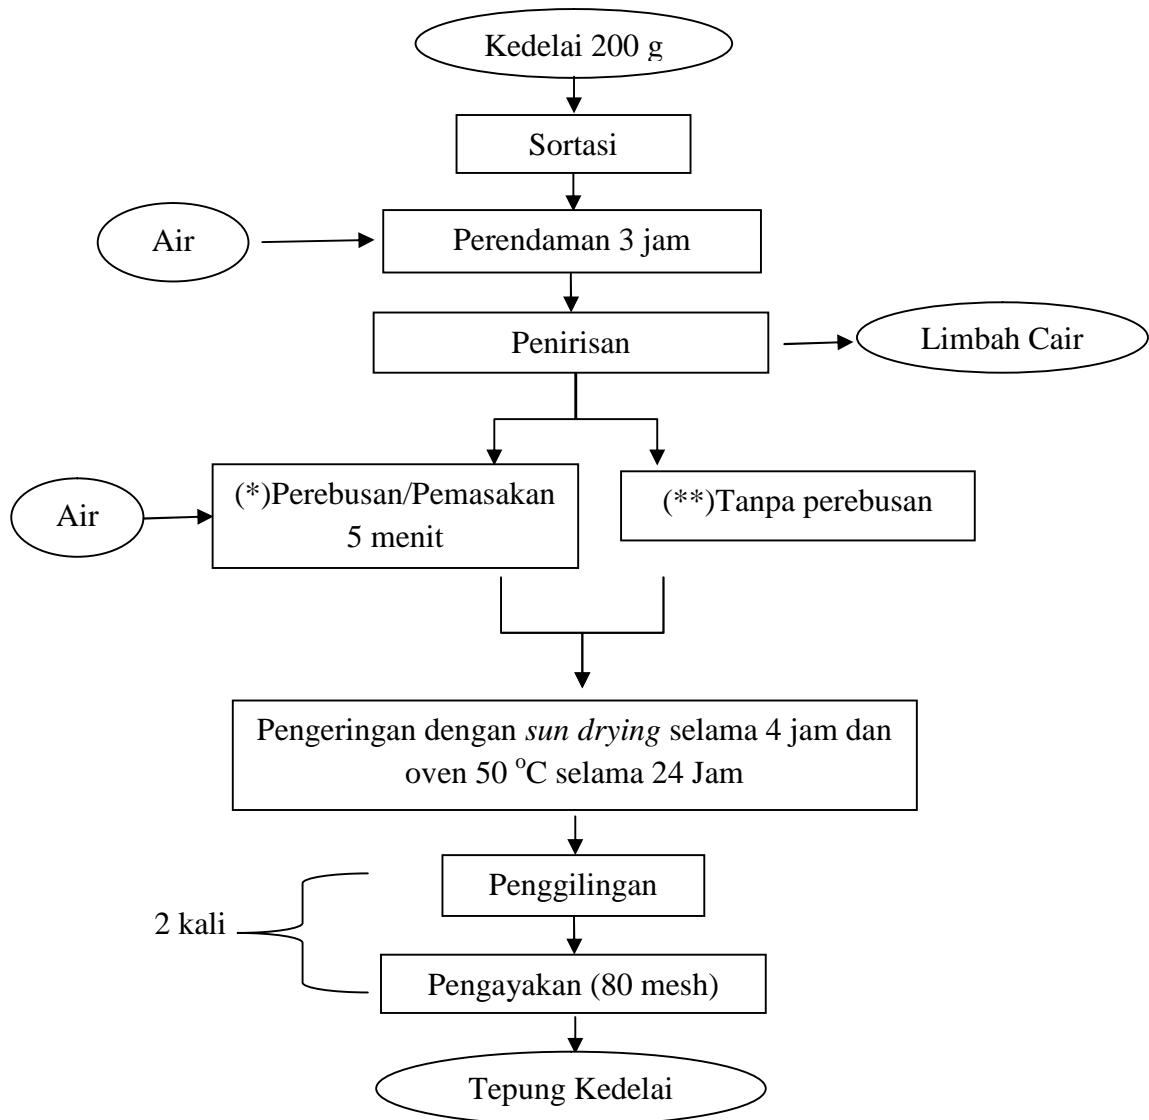 Kedelai 200 g
Sortasi
Air
Perendaman 3 jam
Penirisan
Limbah Cair
Air
(*)Perebusan/Pemasakan
5 menit
(**)Tanpa perebusan
Pengeringan dengan sun drying selama 4 jam dan
oven 50 °C selama 24 Jam
2 kali
Penggilingan
Pengayakan (80 mesh)
Tepung Kedelai